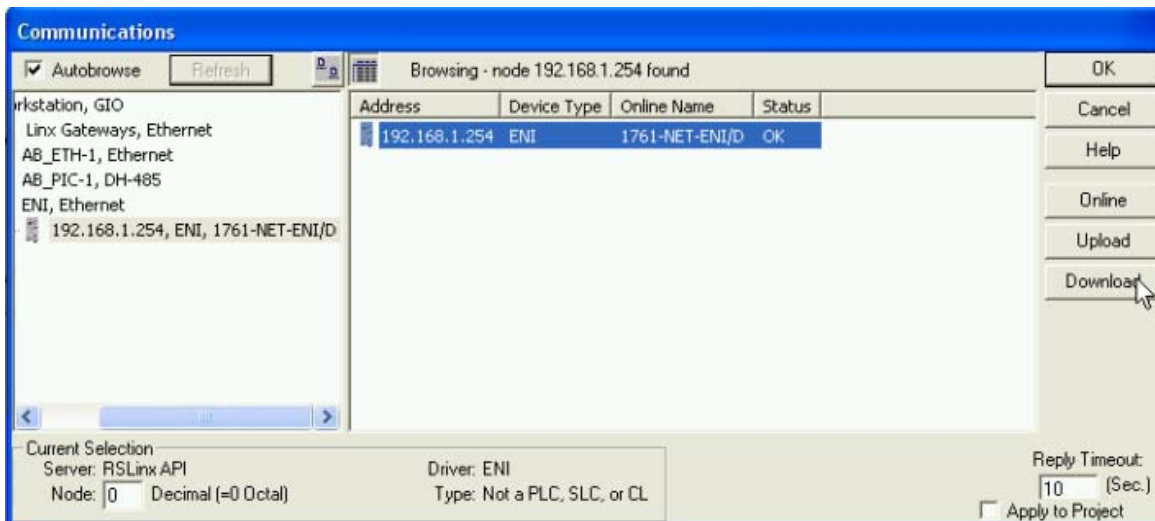 Communications
Autobrowse Refresh Browsing - node 192.168.1.254 found OK
rkstation, GIO Address Device Type Online Name Status Cancel
Linx Gateways, Ethernet 192.168.1.254 ENI 1761-NET-ENI/D OK Help
AB_ETH-1, Ethernet
AB_PIC-1, DH-485
ENI, Ethernet Online
192.168.1.254, ENI, 1761-NET-ENI/D Upload
Download
Current Selection
Server: RSLinx API Driver: ENI Reply Timeout:
Node: 0 Decimal (=0 Octal) Type: Not a PLC, SLC, or CL 10 (Sec.)
Apply to Project